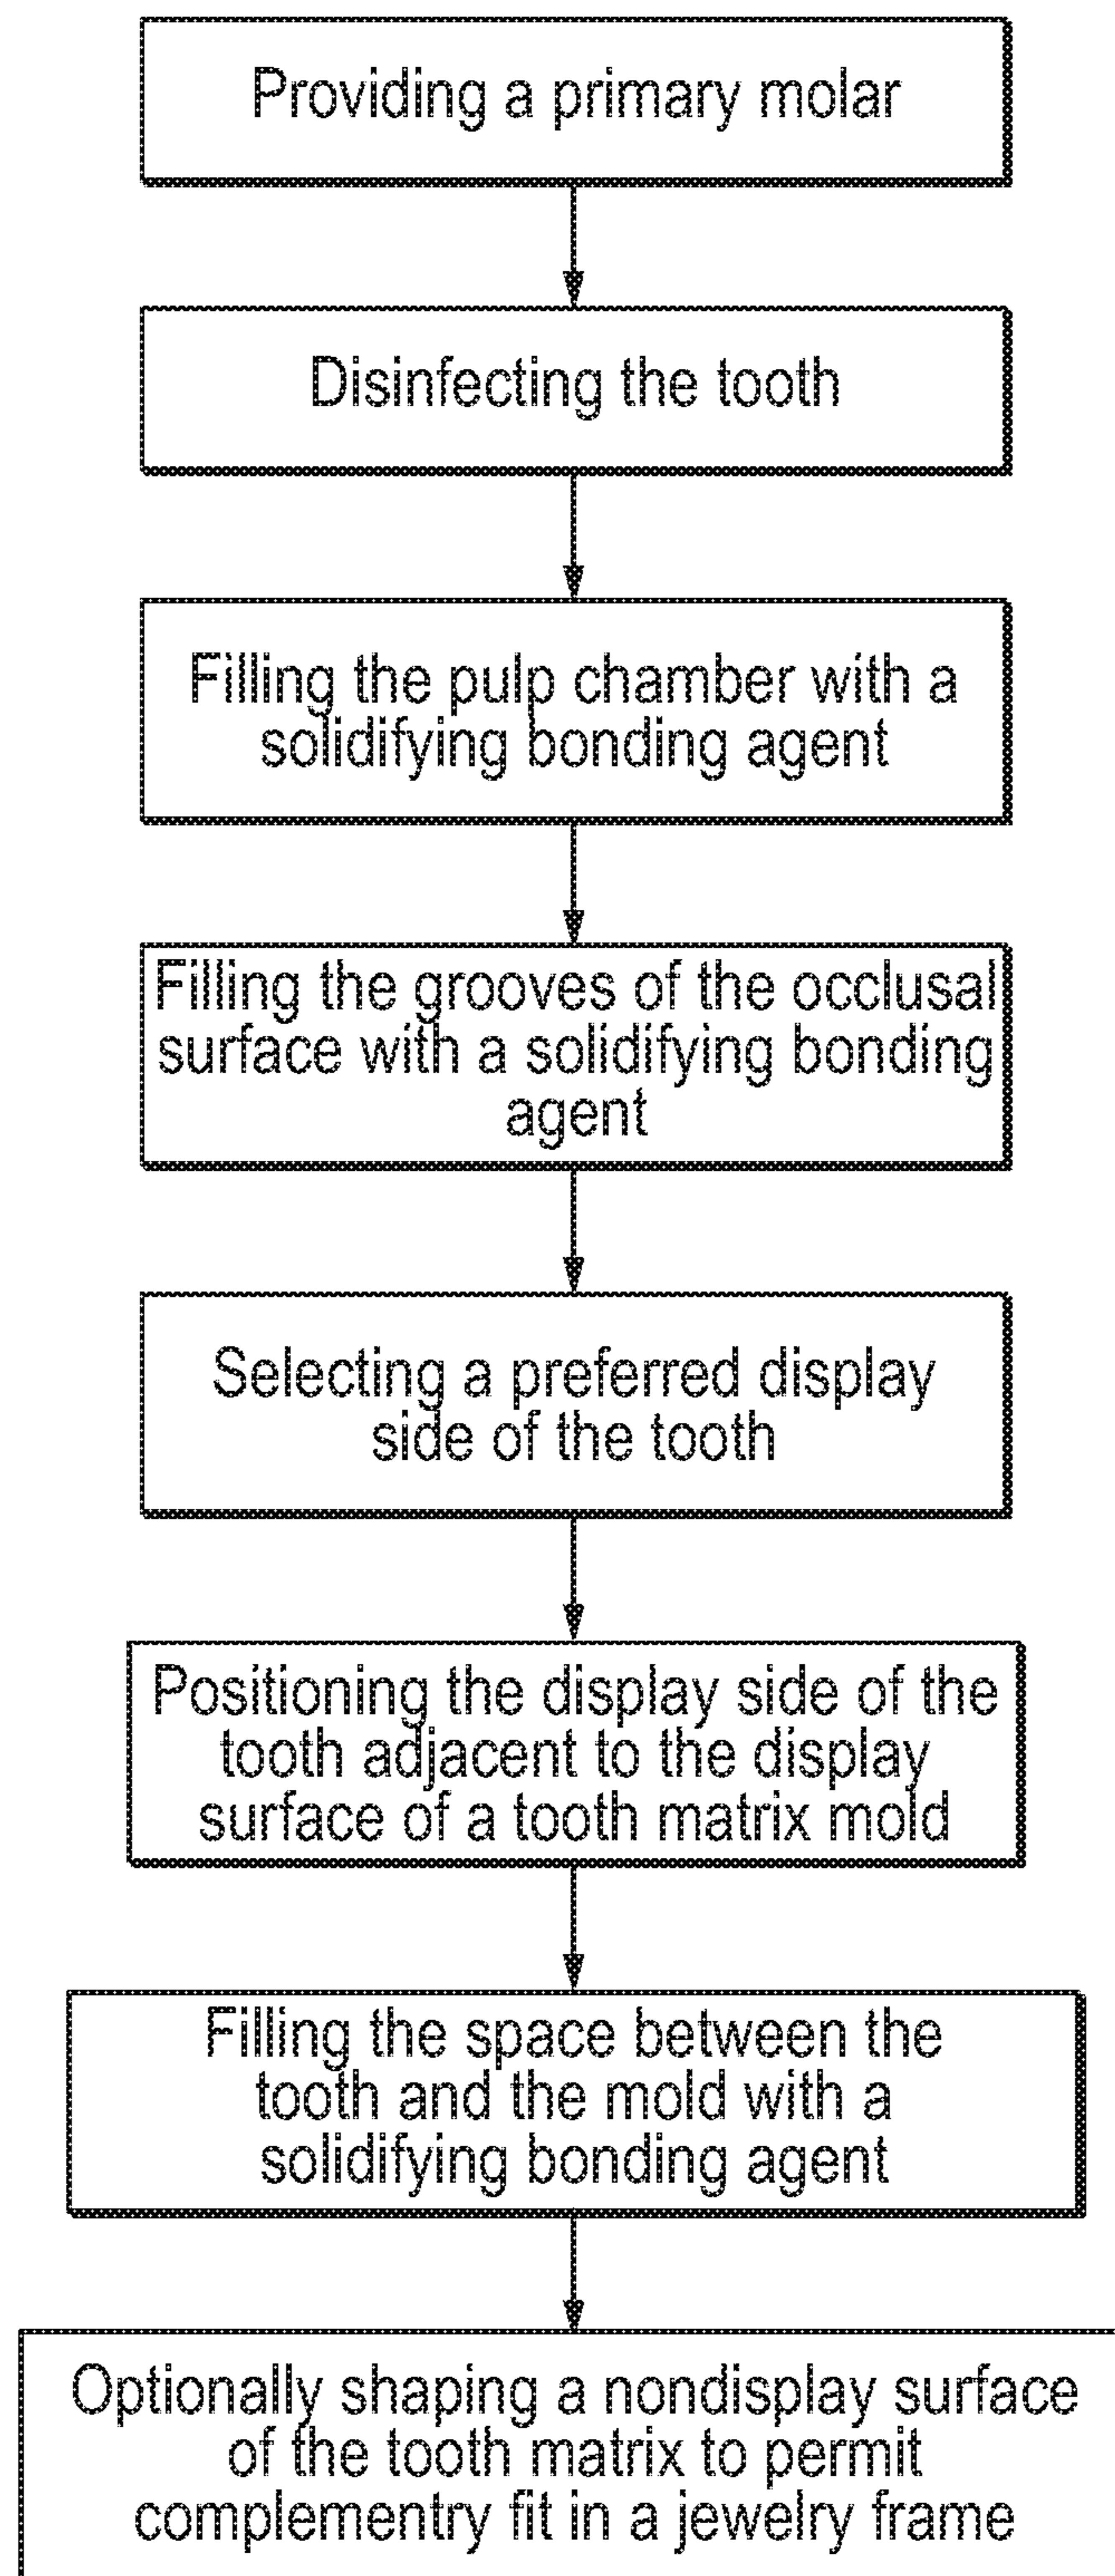 Providing a primary molar
Disinfecting the tooth
Filling the pulp chamber with a
solidifying bonding agent
Filling the grooves of the occlusal
surface with a solidifying bonding
agent
Selecting a preferred display
side of the tooth
Positioning the display side of the
tooth adjacent to the display
surface of a tooth matrix mold
Filling the space between the
tooth and the mold with a
solidifying bonding agent
Optionally shaping a nondisplay surface
of the tooth matrix to permit
complementry fit in a jewelry frame